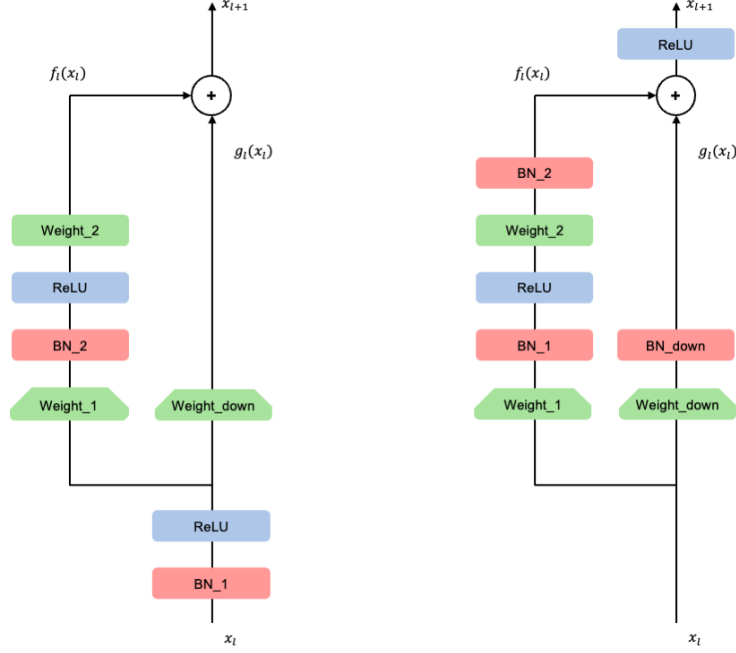 x_{l+1}
f_l(x_l)
+
g_l(x_l)
Weight_2
ReLU
BN_2
Weight_1
Weight_down
ReLU
BN_1
x_l
x_{l+1}
ReLU
f_l(x_l)
+
g_l(x_l)
BN_2
Weight_2
ReLU
BN_1
BN_down
Weight_1
Weight_down
x_l